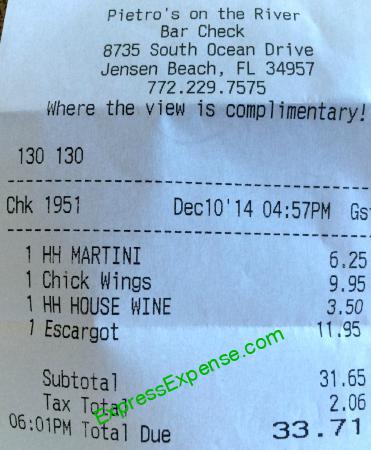 Pietro's on the River
Bar Check
8735 South Ocean Drive
Jensen Beach, FL 34957
772.229.7575
Where the view is complimentary!
130 130
Chk 1951 Dec10'14 04:57PM Gs
1 HH MARTINI 6.25
1 Chick Wings 9.95
1 HH HOUSE WINE 3.50
1 Escargot 11.95
Subtotal 31.65
Tax Total 2.06
06:01PM Total Due 33.71
ExpressExpense.com